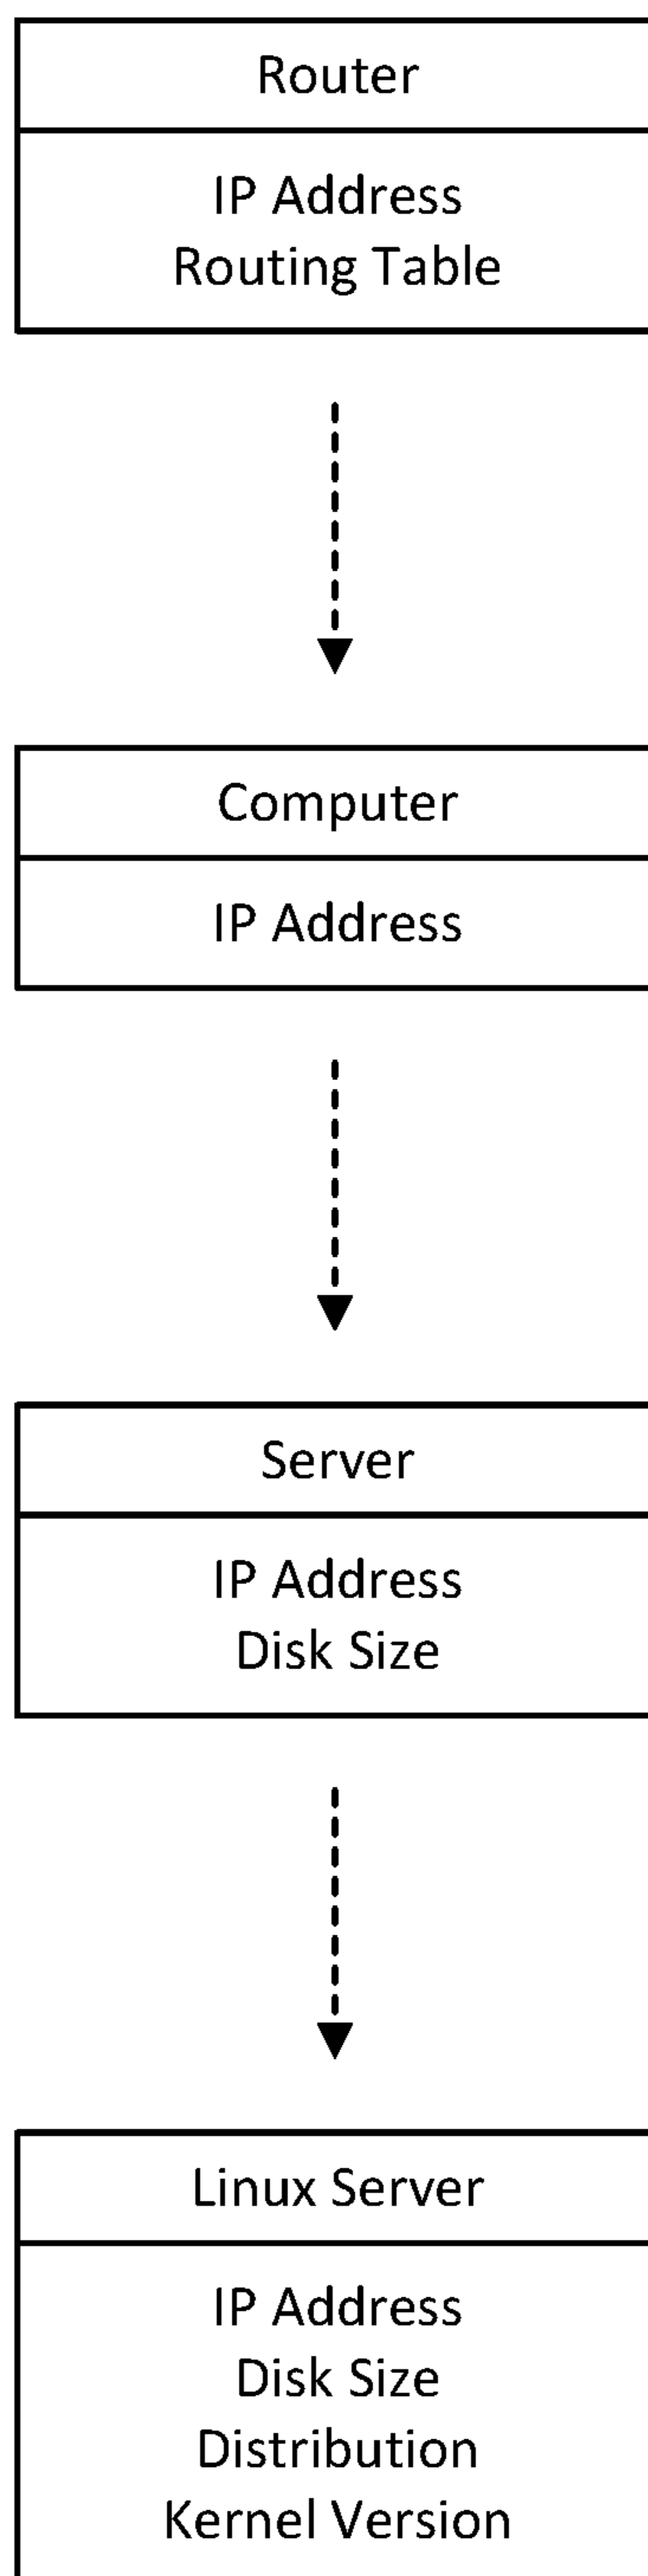 Router
IP Address
Routing Table
Computer
IP Address
Server
IP Address
Disk Size
Linux Server
IP Address
Disk Size
Distribution
Kernel Version